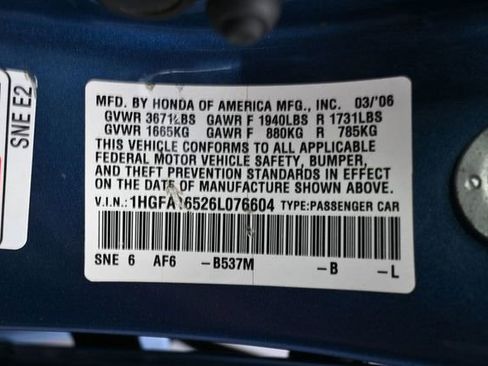 SNE E2
MFD. BY HONDA OF AMERICA MFG., INC. 03/'06
GVWR 3671LBS GAWR F 1940LBS R 1731LBS
GVWR 1665KG GAWR F 880KG R 785KG
THIS VEHICLE CONFORMS TO ALL APPLICABLE
FEDERAL MOTOR VEHICLE SAFETY, BUMPER,
AND THEFT PREVENTION STANDARDS IN EFFECT
ON THE DATE OF MANUFACTURE SHOWN ABOVE.
V.I.N.: 1HGFA16526L076604 TYPE:PASSENGER CAR
SNE 6 AF6 -B537M -B -L